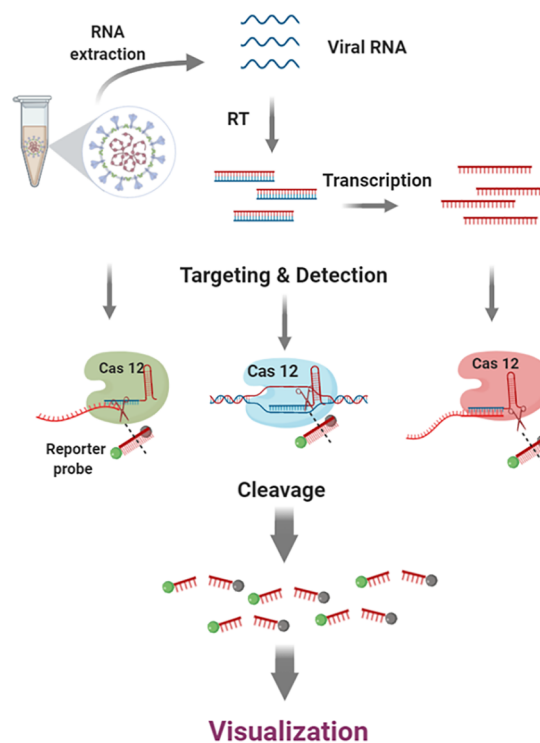 RNA
extraction
Viral RNA
RT
Transcription
Targeting & Detection
Cas 12
Cas 12
Cas 12
Reporter
probe
Cleavage
Visualization